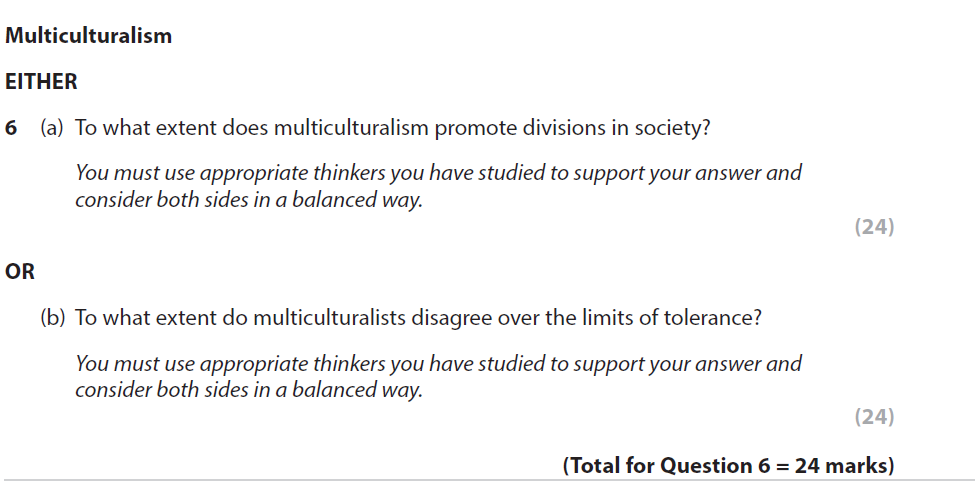 Multiculturalism
EITHER
6 (a) To what extent does multiculturalism promote divisions in society?
You must use appropriate thinkers you have studied to support your answer and
consider both sides in a balanced way.
(24)
OR
(b) To what extent do multiculturalists disagree over the limits of tolerance?
You must use appropriate thinkers you have studied to support your answer and
consider both sides in a balanced way.
(24)
(Total for Question 6 = 24 marks)